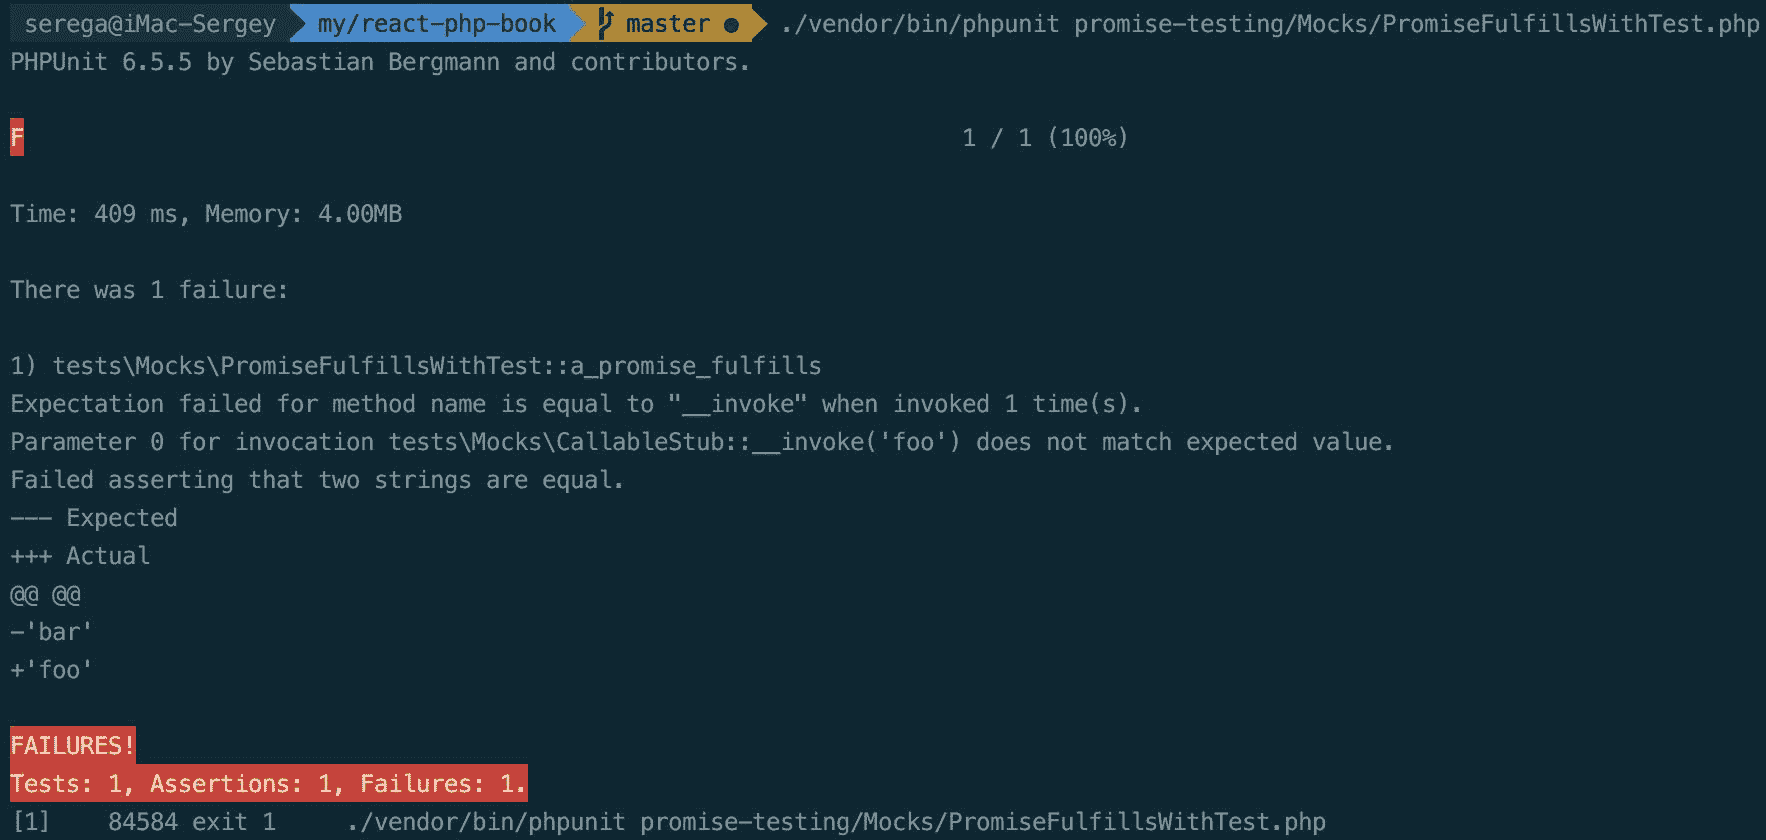 serega@iMac-Sergey my/react-php-book master ● ./vendor/bin/phpunit promise-testing/Mocks/PromiseFulfillsWithTest.php
PHPUnit 6.5.5 by Sebastian Bergmann and contributors.
F 1 / 1 (100%)
Time: 409 ms, Memory: 4.00MB
There was 1 failure:
1) tests\Mocks\PromiseFulfillsWithTest::a_promise_fulfills
Expectation failed for method name is equal to "__invoke" when invoked 1 time(s).
Parameter 0 for invocation tests\Mocks\CallableStub::__invoke('foo') does not match expected value.
Failed asserting that two strings are equal.
--- Expected
+++ Actual
@@ @@
-'bar'
+'foo'
FAILURES!
Tests: 1, Assertions: 1, Failures: 1.
[1] 84584 exit 1 ./vendor/bin/phpunit promise-testing/Mocks/PromiseFulfillsWithTest.php